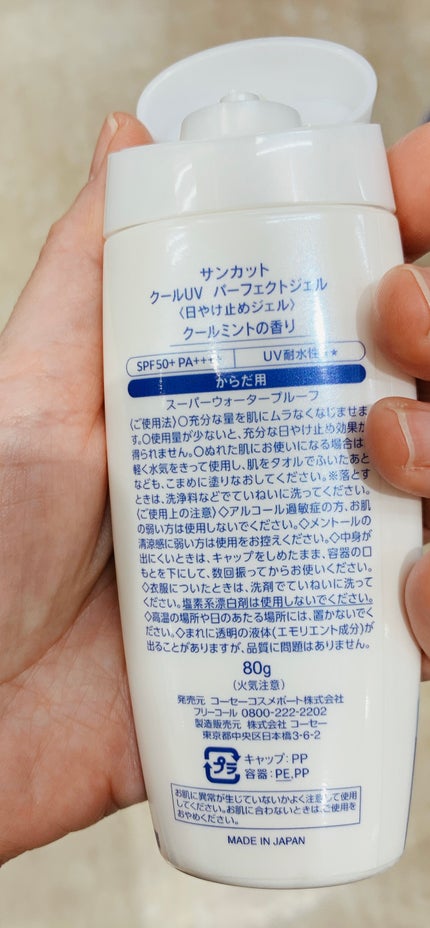 サンカット
クールUV パーフェクトジェル
〈日やけ止めジェル〉
クールミントの香り
SPF50+ PA+++ UV耐水性 ★
からだ用
スーパーウォータープルーフ
〈ご使用法〉○充分な量を肌にムラなくなじませま
す。○使用量が少ないと、充分な日やけ止め効果が
得られません。○ぬれた肌にお使いになる場合は
軽く水気をきって使用し、肌をタオルでふいたあと
なども、こまめに塗りなおしてください。※落とす
ときは、洗浄料などでていねいに洗ってください。
〈ご使用上の注意〉◇アルコール過敏症の方、お肌
の弱い方は使用しないでください。◇メントールの
清涼感に弱い方は使用をお控えください。◇中身が
出にくいときは、キャップをしめたまま、容器の口
もとを下にして、数回振ってからお使いください。
◇衣服についたときは、洗剤でていねいに洗って
ください。塩素系漂白剤は使用しないでください。
◇高温の場所や日のあたる場所には、置かないでく
ださい。◇まれに透明の液体(エモリエント成分)が
出ることがありますが、品質に問題はありません。
80g
(火気注意)
発売元 コーセーコスメポート株式会社
フリーコール 0800-222-2202
製造販売元 株式会社 コーセー
東京都中央区日本橋3-6-2
プラ キャップ:PP
容器:PE,PP
お肌に異常が生じていないかよく注意して使用
してください。お肌に合わないときは、ご使用を
おやめください。
MADE IN JAPAN